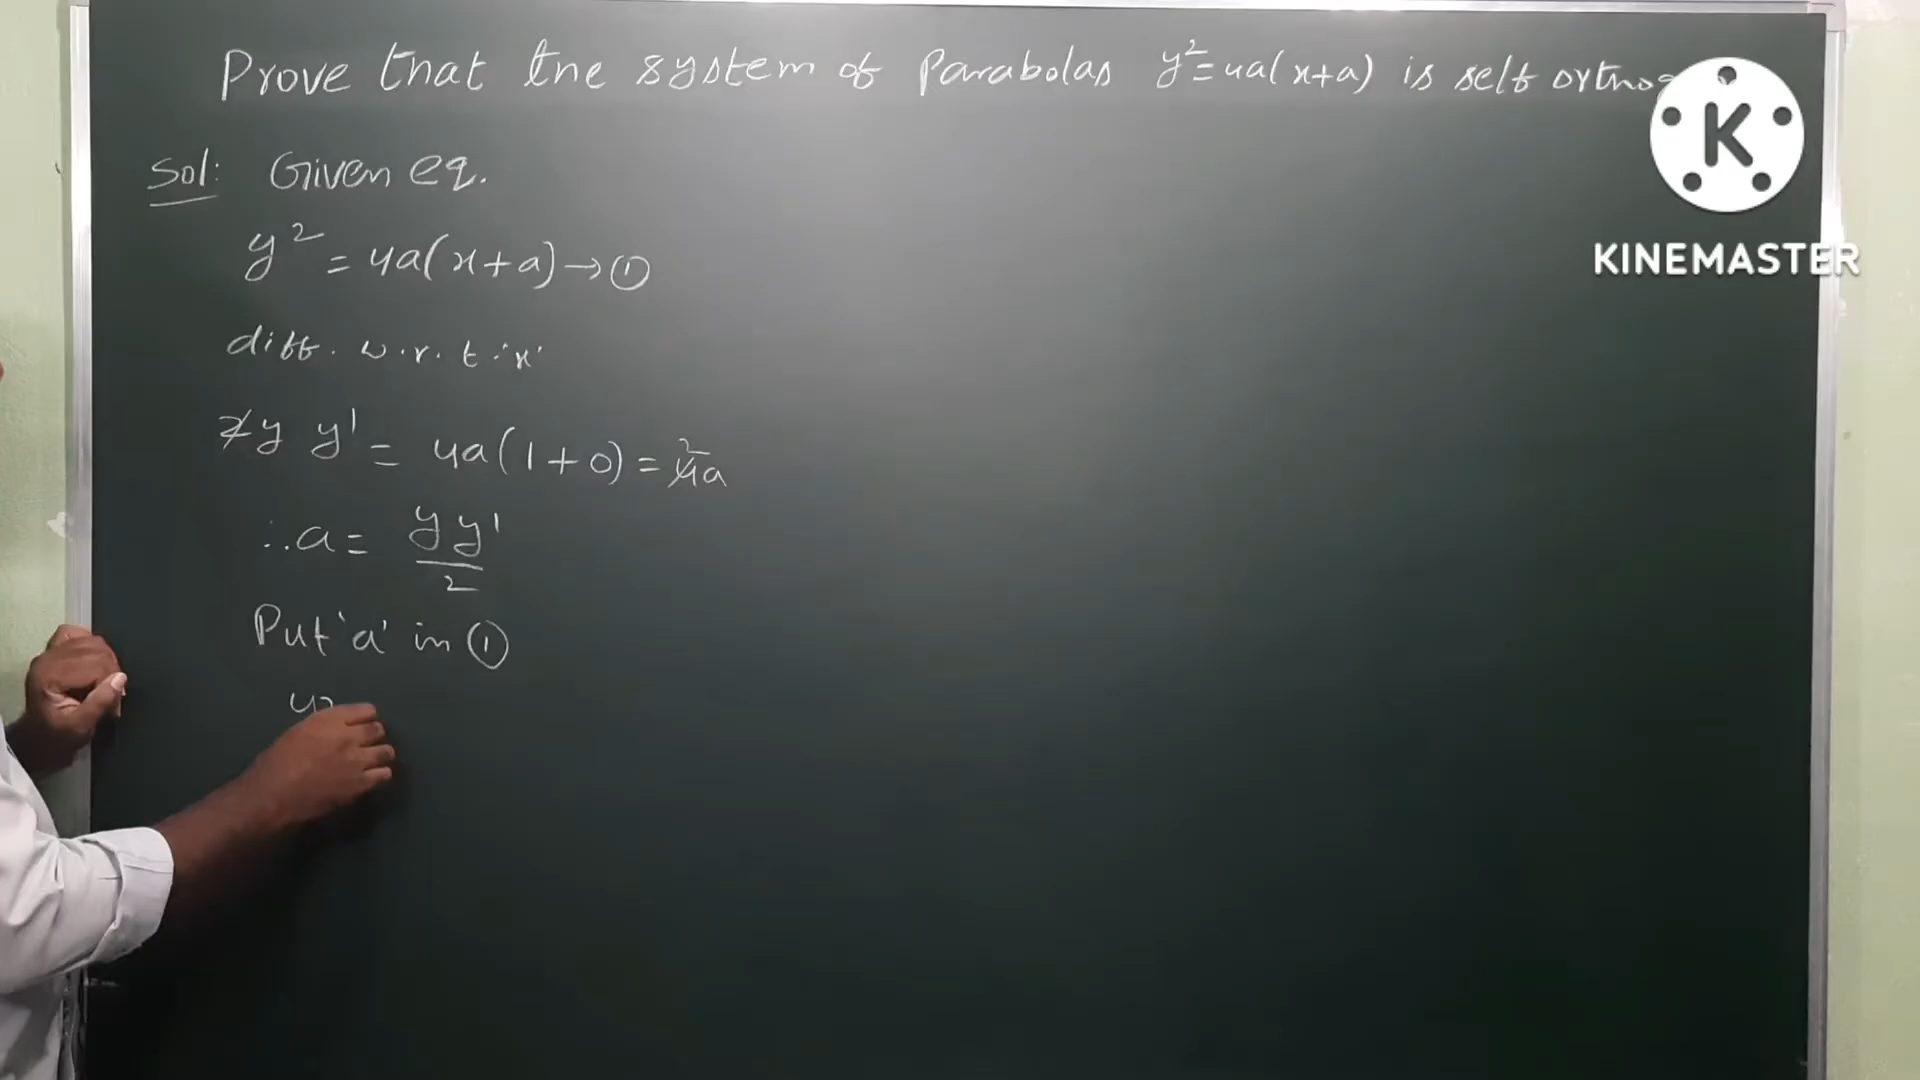 Prove that the system of Parabolas y²=4a(x+a) is self
Sol: Given eq.
y² = 4a(x+a) → ①
diff. w.r.t 'x'
2y y' = 4a(1+0) = 4a 2
∴ a = yy'/2
Put 'a' in ①
K
KINEMASTER